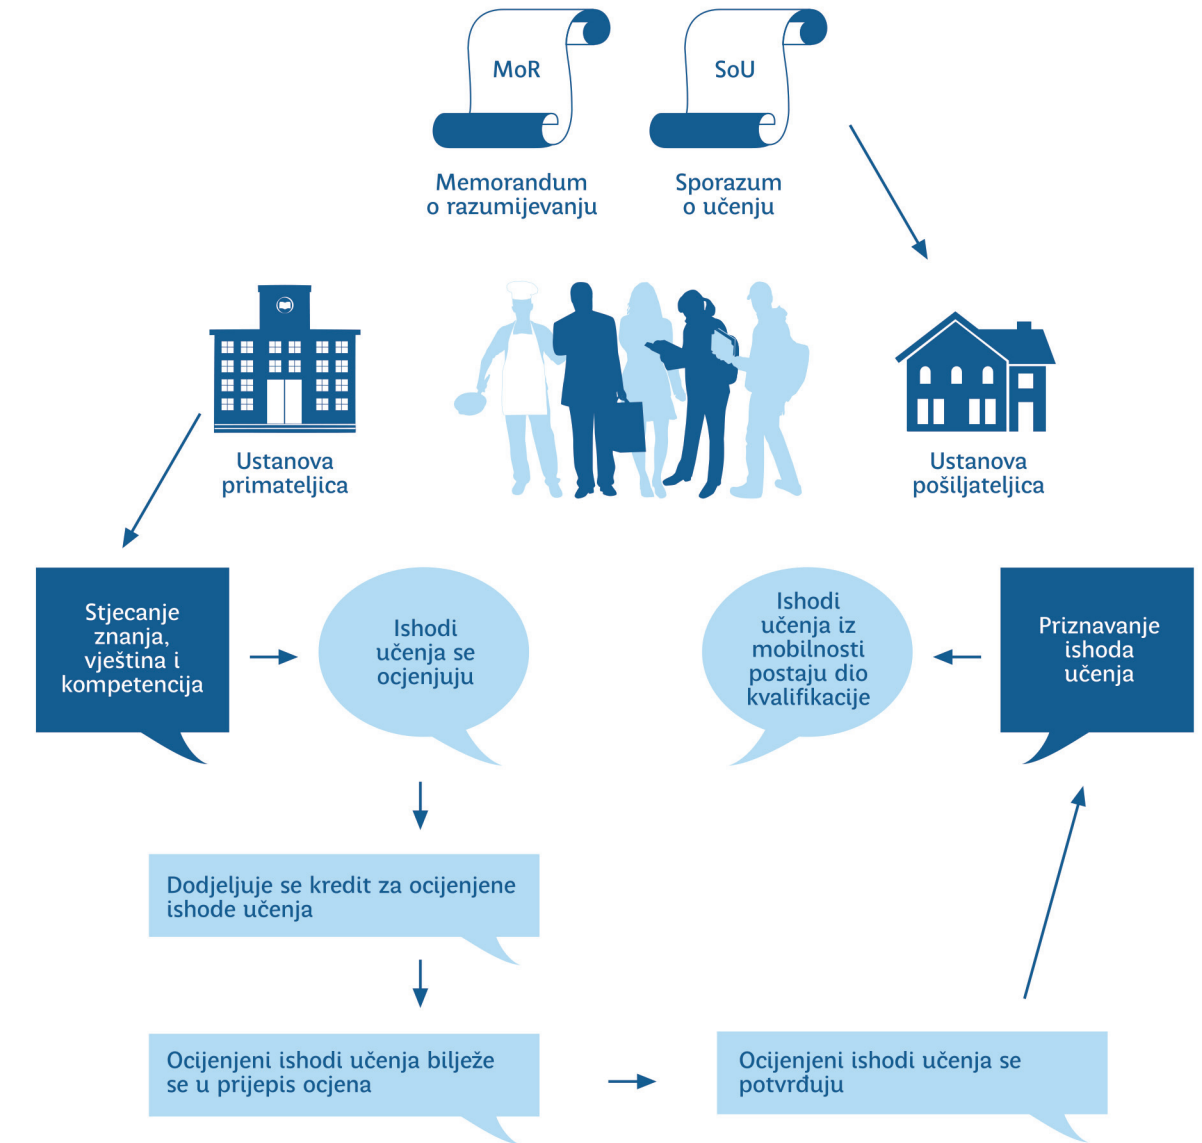 MoR
SoU
Memorandum
o razumijevanju
Sporazum
o učenju
Ustanova
primateljica
Ustanova
pošiljateljica
Stjecanje
znanja,
vještina i
kompetencija
Ishodi
učenja se
ocjenjuju
Ishodi
učenja iz
mobilnosti
postaju dio
kvalifikacije
Priznavanje
ishoda
učenja
Dodjeljuje se kredit za ocijenjene
ishode učenja
Ocijenjeni ishodi učenja bilježe
se u prijepis ocjena
Ocijenjeni ishodi učenja se
potvrđuju